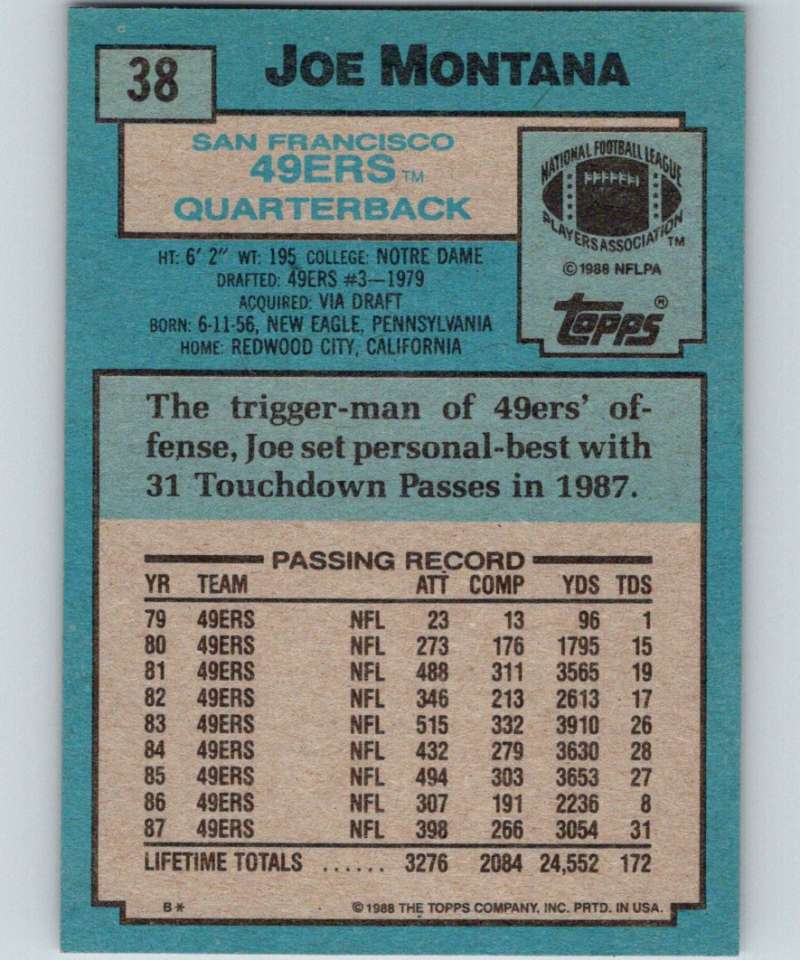 38
JOE MONTANA
SAN FRANCISCO
49ERS TM
QUARTERBACK
NATIONAL FOOTBALL LEAGUE
PLAYERS ASSOCIATION TM
© 1988 NFLPA
topps®
HT: 6' 2" WT: 195 COLLEGE: NOTRE DAME
DRAFTED: 49ERS #3—1979
ACQUIRED: VIA DRAFT
BORN: 6-11-56, NEW EAGLE, PENNSYLVANIA
HOME: REDWOOD CITY, CALIFORNIA
The trigger-man of 49ers' of-
fense, Joe set personal-best with
31 Touchdown Passes in 1987.
PASSING RECORD
YR TEAM ATT COMP YDS TDS
79 49ERS NFL 23 13 96 1
80 49ERS NFL 273 176 1795 15
81 49ERS NFL 488 311 3565 19
82 49ERS NFL 346 213 2613 17
83 49ERS NFL 515 332 3910 26
84 49ERS NFL 432 279 3630 28
85 49ERS NFL 494 303 3653 27
86 49ERS NFL 307 191 2236 8
87 49ERS NFL 398 266 3054 31
LIFETIME TOTALS ...... 3276 2084 24,552 172
B* © 1988 THE TOPPS COMPANY, INC. PRTD. IN USA.